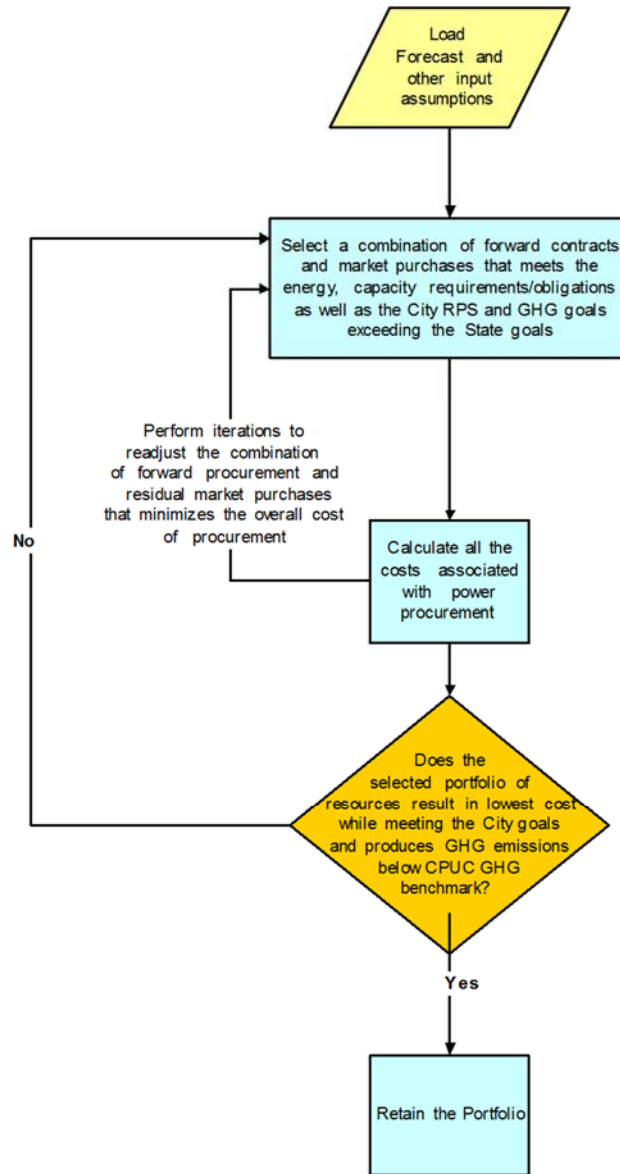 Load
Forecast and
other input
assumptions
Select a combination of forward contracts
and market purchases that meets the
energy, capacity requirements/obligations
as well as the City RPS and GHG goals
exceeding the State goals
Perform iterations to
readjust the combination
of forward procurement and
residual market purchases
that minimizes the overall cost
of procurement
No
Calculate all the
costs associated
with power
procurement
Does the
selected portfolio of
resources result in lowest cost
while meeting the City goals
and produces GHG emissions
below CPUC GHG
benchmark?
Yes
Retain the Portfolio